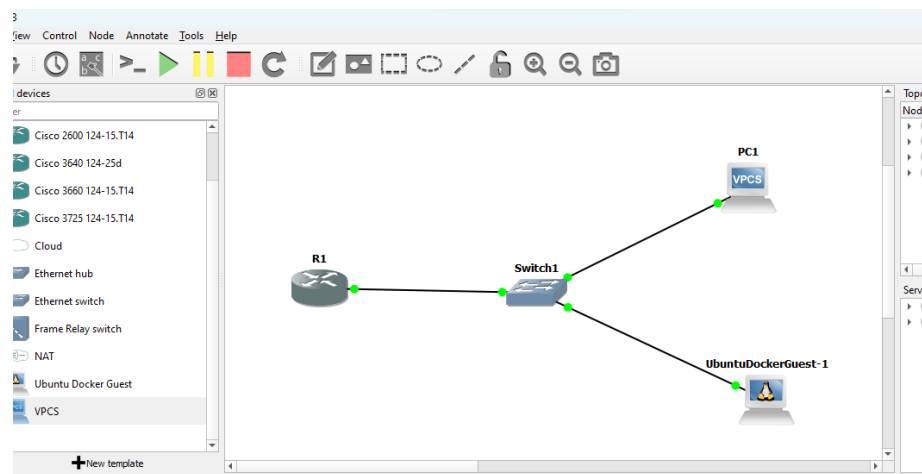 3
View Control Node Annotate Tools Help
devices
er
Cisco 2600 124-15.T14
Cisco 3640 124-25d
Cisco 3660 124-15.T14
Cisco 3725 124-15.T14
Cloud
Ethernet hub
Ethernet switch
Frame Relay switch
NAT
Ubuntu Docker Guest
VPCS
New template
R1
Switch1
PC1
VPCS
UbuntuDockerGuest-1
Topo
Nod
Serv